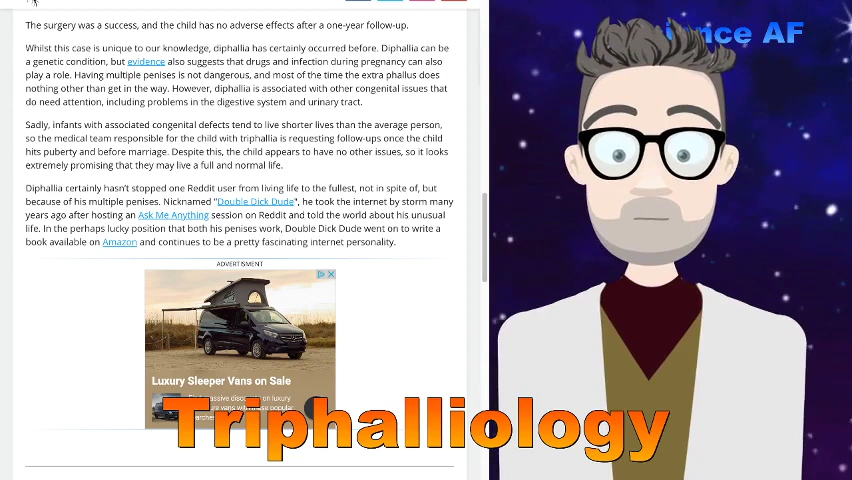 The surgery was a success, and the child has no adverse effects after a one-year follow-up.
Whilst this case is unique to our knowledge, diphallia has certainly occurred before. Diphallia can be
a genetic condition, but evidence also suggests that drugs and infection during pregnancy can also
play a role. Having multiple penises is not dangerous, and most of the time the extra phallus does
nothing other than get in the way. However, diphallia is associated with other congenital issues that
do need attention, including problems in the digestive system and urinary tract.
Sadly, infants with associated congenital defects tend to live shorter lives than the average person,
so the medical team responsible for the child with triphallia is requesting follow-ups once the child
hits puberty and before marriage. Despite this, the child appears to have no other issues, so it looks
extremely promising that they may live a full and normal life.
Diphallia certainly hasn't stopped one Reddit user from living life to the fullest, not in spite of, but
because of his multiple penises. Nicknamed "Double Dick Dude", he took the internet by storm many
years ago after hosting an Ask Me Anything session on Reddit and told the world about his unusual
life. In the perhaps lucky position that both his penises work, Double Dick Dude went on to write a
book available on Amazon and continues to be a pretty fascinating internet personality.
ADVERTISMENT
Luxury Sleeper Vans on Sale
Triphalliology
AF